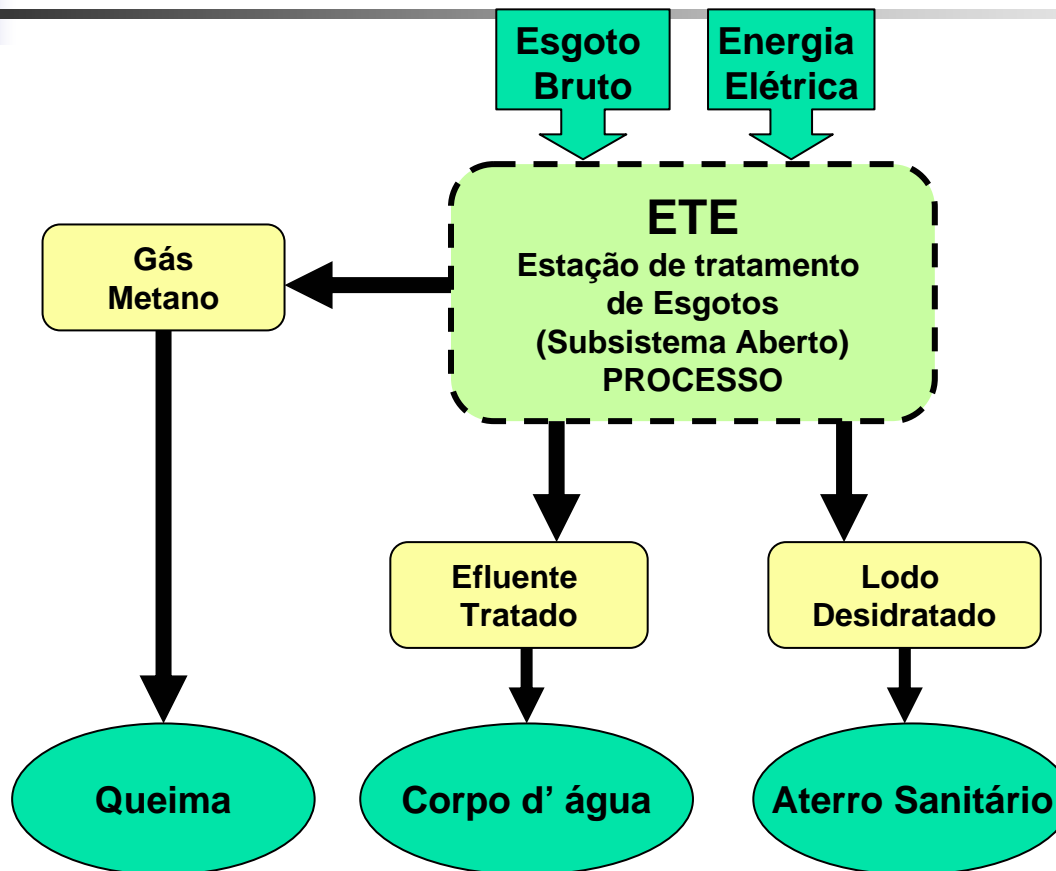 Esgoto
Bruto
Energia
Elétrica
ETE
Estação de tratamento
de Esgotos
(Subsistema Aberto)
PROCESSO
Gás
Metano
Efluente
Tratado
Lodo
Desidratado
Queima
Corpo d’ água
Aterro Sanitário